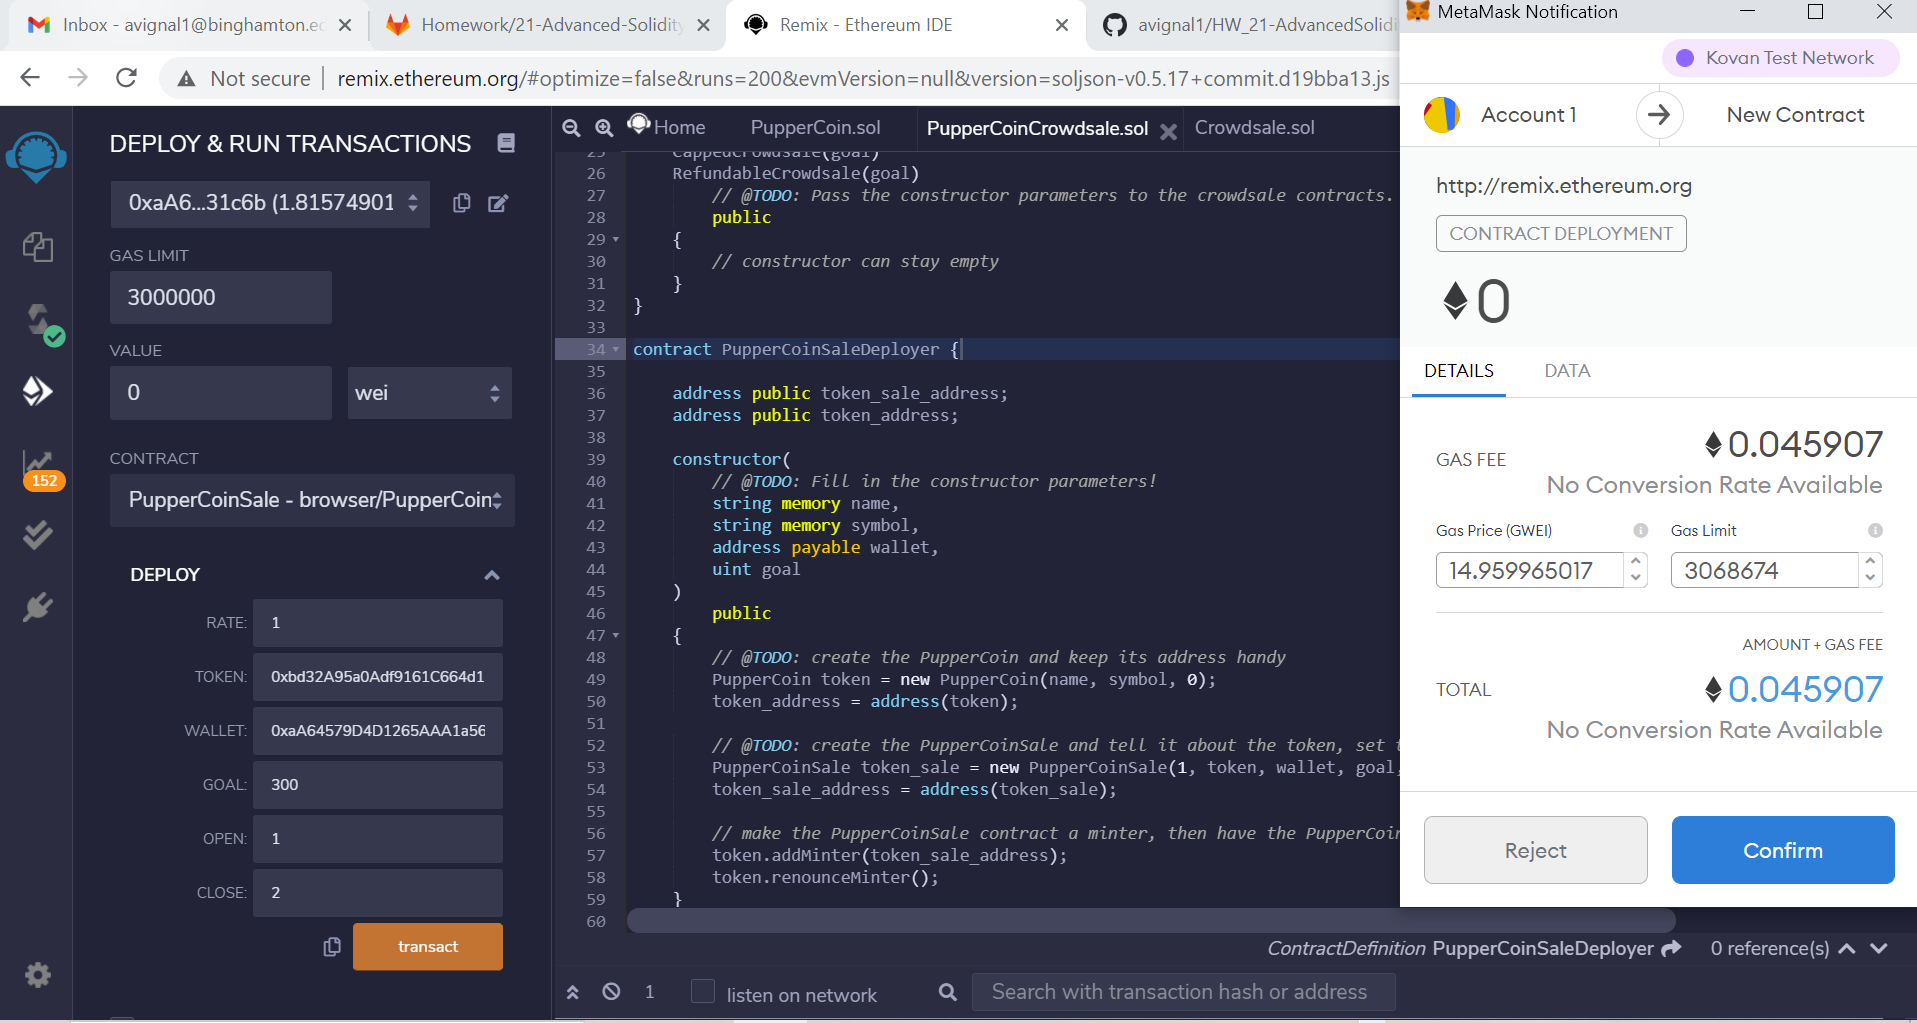 Inbox - avignal1@binghamton.ed
Homework/21-Advanced-Solidity
Remix - Ethereum IDE
avignal1/HW_21-AdvancedSolidi
MetaMask Notification
Not secure
remix.ethereum.org/#optimize=false&runs=200&evmVersion=null&version=soljson-v0.5.17+commit.d19bba13.js
Kovan Test Network
Account 1
New Contract
http://remix.ethereum.org
CONTRACT DEPLOYMENT
0
DETAILS
DATA
GAS FEE
0.045907
No Conversion Rate Available
Gas Price (GWEI)
Gas Limit
14.959965017
3068674
AMOUNT + GAS FEE
TOTAL
0.045907
No Conversion Rate Available
Reject
Confirm
DEPLOY & RUN TRANSACTIONS
0xaA6...31c6b (1.81574901
GAS LIMIT
3000000
VALUE
0
wei
CONTRACT
152
PupperCoinSale - browser/PupperCoin
DEPLOY
RATE:
1
TOKEN:
0xbd32A95a0Adf9161C664d1
WALLET:
0xaA64579D4D1265AAA1a56
GOAL:
300
OPEN:
1
CLOSE:
2
transact
Home
PupperCoin.sol
PupperCoinCrowdsale.sol
Crowdsale.sol
25 CappedCrowdsale(goal)
26 RefundableCrowdsale(goal)
27 // @TODO: Pass the constructor parameters to the crowdsale contracts.
28 public
29 {
30 // constructor can stay empty
31 }
32 }
33
34 contract PupperCoinSaleDeployer {
35
36 address public token_sale_address;
37 address public token_address;
38
39 constructor(
40 // @TODO: Fill in the constructor parameters!
41 string memory name,
42 string memory symbol,
43 address payable wallet,
44 uint goal
45 )
46 public
47 {
48 // @TODO: create the PupperCoin and keep its address handy
49 PupperCoin token = new PupperCoin(name, symbol, 0);
50 token_address = address(token);
51
52 // @TODO: create the PupperCoinSale and tell it about the token, set t
53 PupperCoinSale token_sale = new PupperCoinSale(1, token, wallet, goal,
54 token_sale_address = address(token_sale);
55
56 // make the PupperCoinSale contract a minter, then have the PupperCoin
57 token.addMinter(token_sale_address);
58 token.renounceMinter();
59 }
60
ContractDefinition PupperCoinSaleDeployer
0 reference(s)
1
listen on network
Search with transaction hash or address